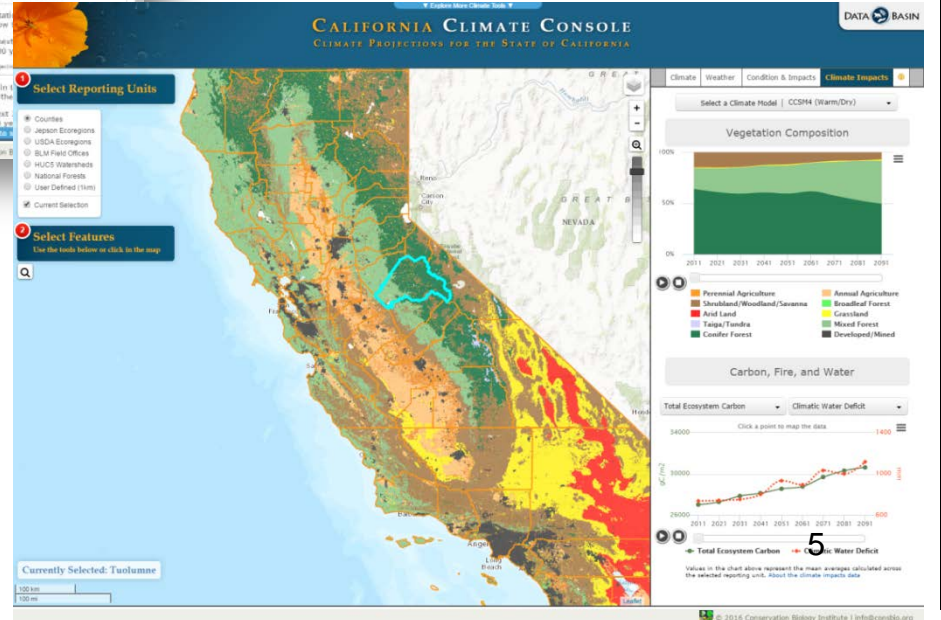 ▼ Explore More Climate Tools ▼
CALIFORNIA CLIMATE CONSOLE
CLIMATE PROJECTIONS FOR THE STATE OF CALIFORNIA
DATA BASIN
1
Select Reporting Units
Counties
Jepson Ecoregions
USDA Ecoregions
BLM Field Offices
HUC5 Watersheds
National Forests
User Defined (1km)
Current Selection
2
Select Features
Use the tools below or click in the map
GREAT
Reno
Carson City
GREAT B
NEVADA
Long Beach
+
-
Currently Selected: Tuolumne
100 km
100 mi
Leaflet
Climate Weather Condition & Impacts Climate Impacts
Select a Climate Model | CCSM4 (Warm/Dry)
Vegetation Composition
100%
50%
0%
2011 2021 2031 2041 2051 2061 2071 2081 2091
Perennial Agriculture Annual Agriculture
Shrubland/Woodland/Savanna Broadleaf Forest
Arid Land Grassland
Taiga/Tundra Mixed Forest
Conifer Forest Developed/Mined
Carbon, Fire, and Water
Total Ecosystem Carbon Climatic Water Deficit
Click a point to map the data
34000 1400
30000 1000
26000 600
gC/m2
mm
2011 2021 2031 2041 2051 2061 2071 2081 2091
5
Total Ecosystem Carbon Climatic Water Deficit
Values in the chart above represent the mean averages calculated across
the selected reporting unit. About the climate impacts data
© 2016 Conservation Biology Institute | info@consbio.org